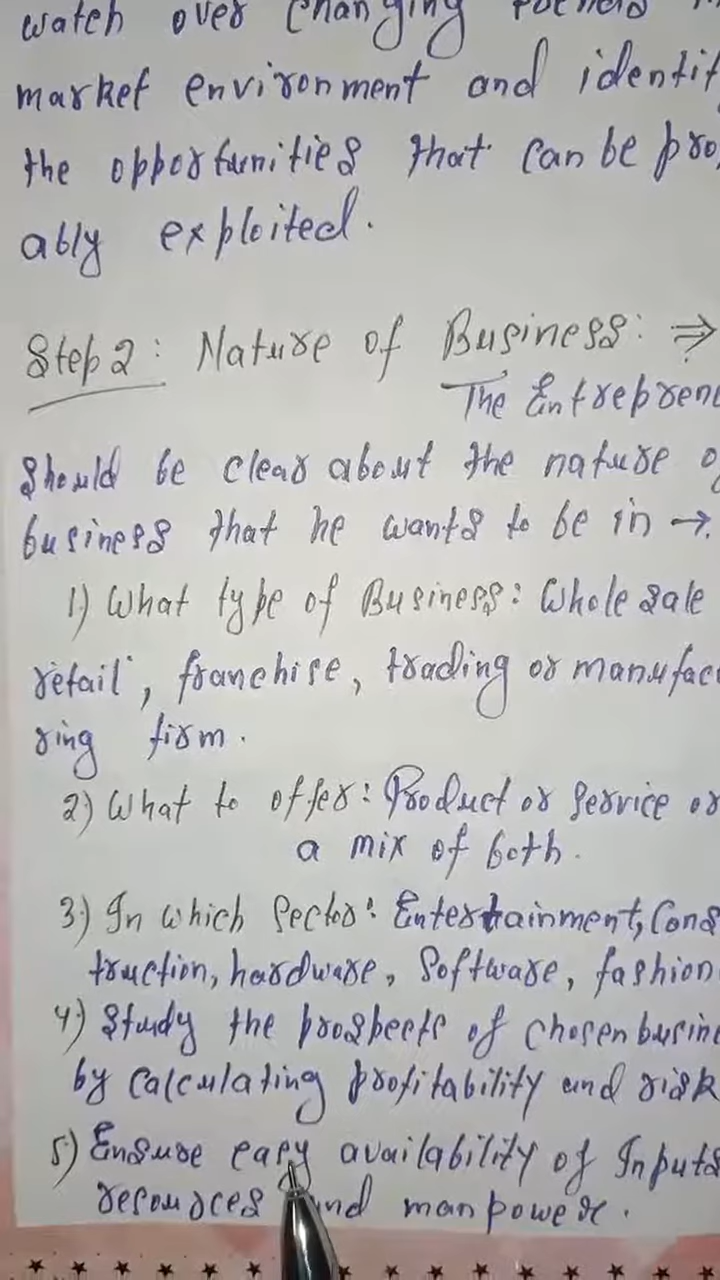 watch over changing
market environment and identif
the opportunities that can be pro
ably exploited.
Step 2: Nature of Business: ⇒
The Entrepren
should be clear about the nature o
business that he wants to be in →.
1) What type of Business: Whole sale
retail, franchise, trading or manufac
ring firm.
2) What to offer: Product or service or
a mix of both.
3) In which Sector: Entertainment, Cons
truction, hardware, Software, fashion
4) Study the prospects of chosen busine
by calculating profitability and risk
5) Ensure easy availability of Inputs
resources and manpower.